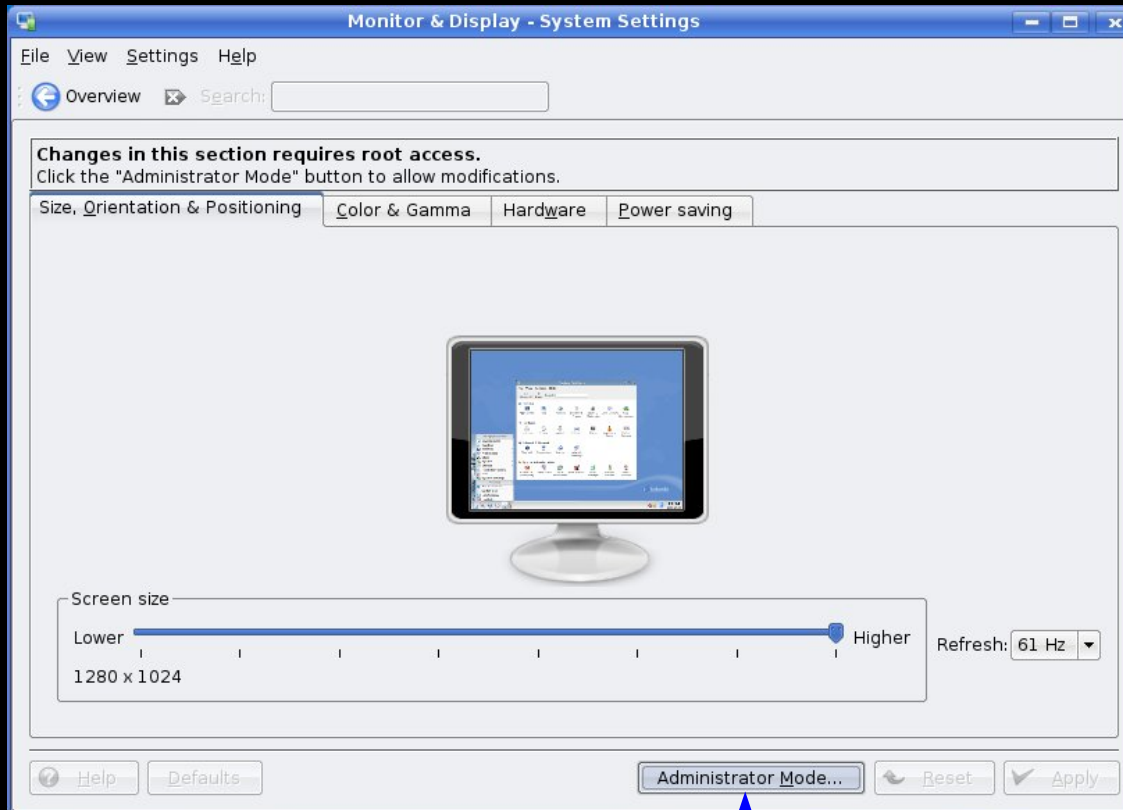 Monitor & Display - System Settings
File View Settings Help
Overview Search:
Changes in this section requires root access.
Click the "Administrator Mode" button to allow modifications.
Size, Orientation & Positioning Color & Gamma Hardware Power saving
Screen size
Lower Higher Refresh: 61 Hz
1280 x 1024
Help Defaults Administrator Mode... Reset Apply